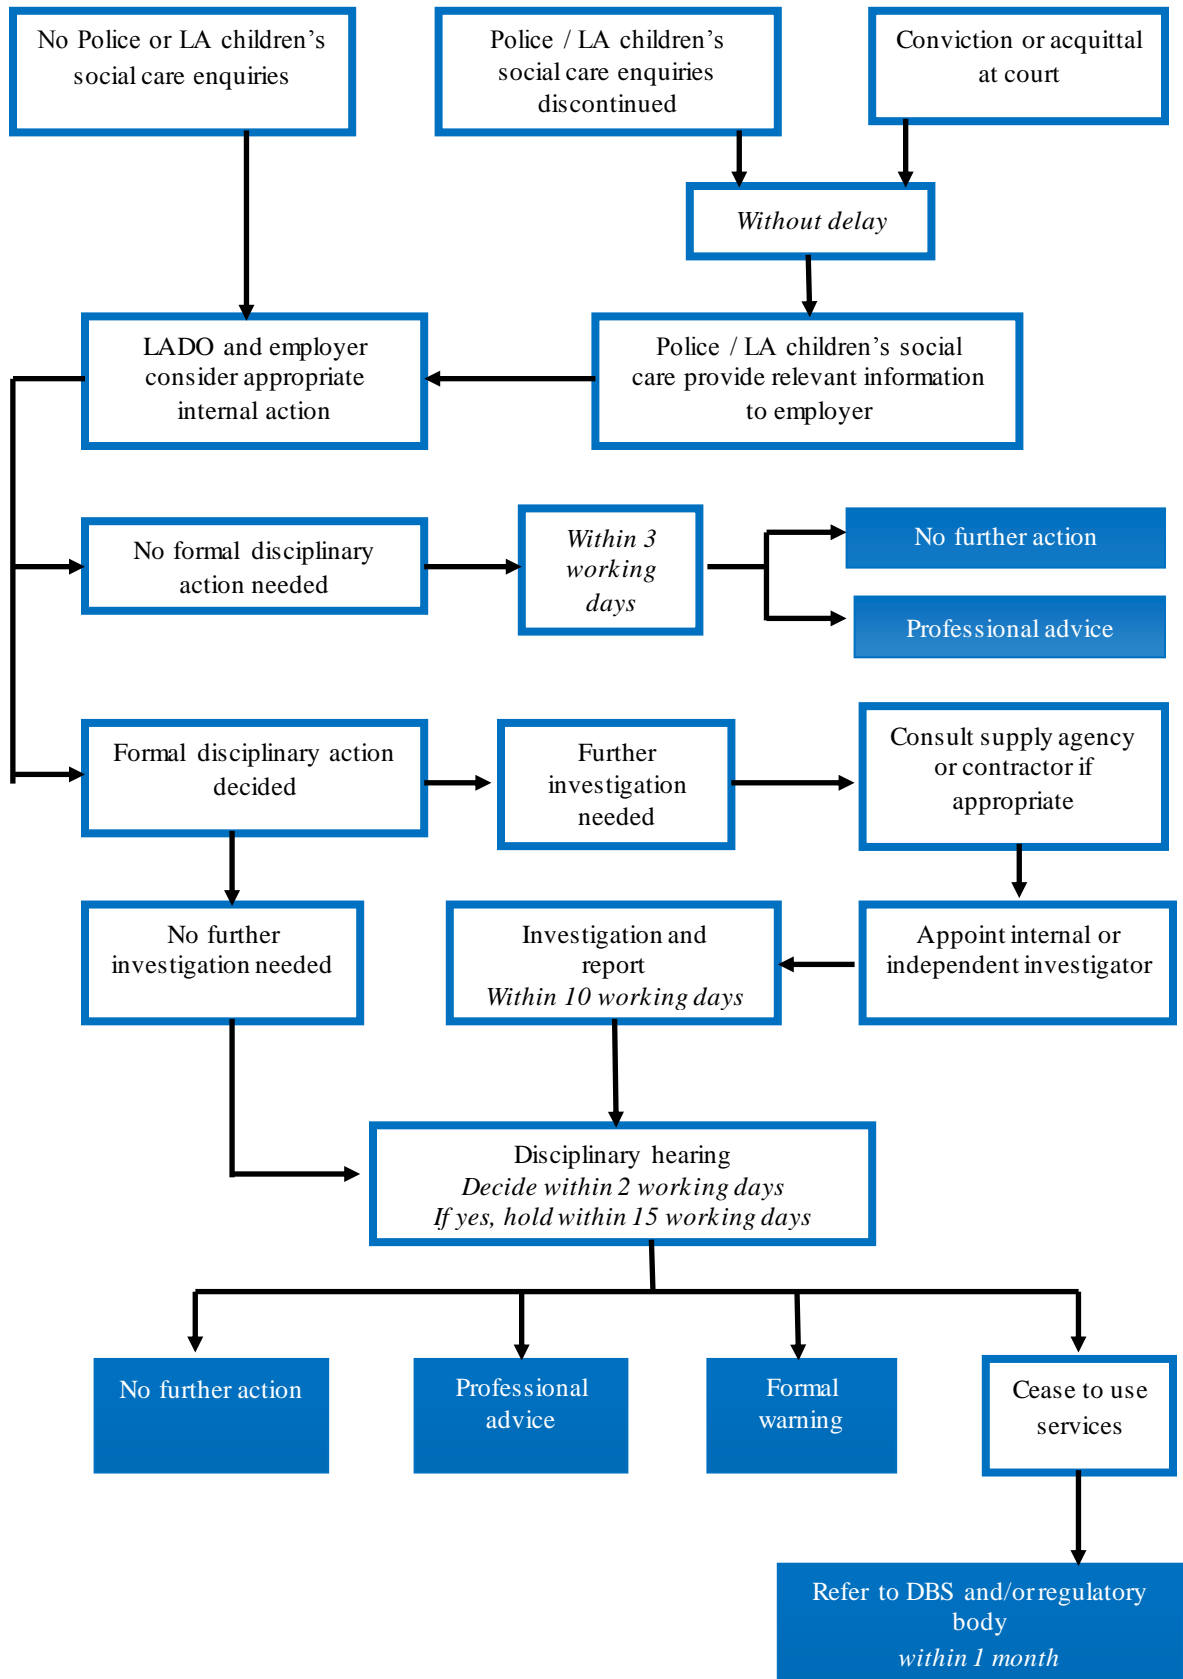 No Police or LA children’s
social care enquiries
Police / LA children’s
social care enquiries
discontinued
Conviction or acquittal
at court
Without delay
LADO and employer
consider appropriate
internal action
Police / LA children’s social
care provide relevant information
to employer
No formal disciplinary
action needed
Within 3
working
days
No further action
Professional advice
Formal disciplinary action
decided
Further
investigation
needed
Consult supply agency
or contractor if
appropriate
No further
investigation needed
Investigation and
report
Within 10 working days
Appoint internal or
independent investigator
Disciplinary hearing
Decide within 2 working days
If yes, hold within 15 working days
No further action
Professional
advice
Formal
warning
Cease to use
services
Refer to DBS and/or regulatory
body
within 1 month